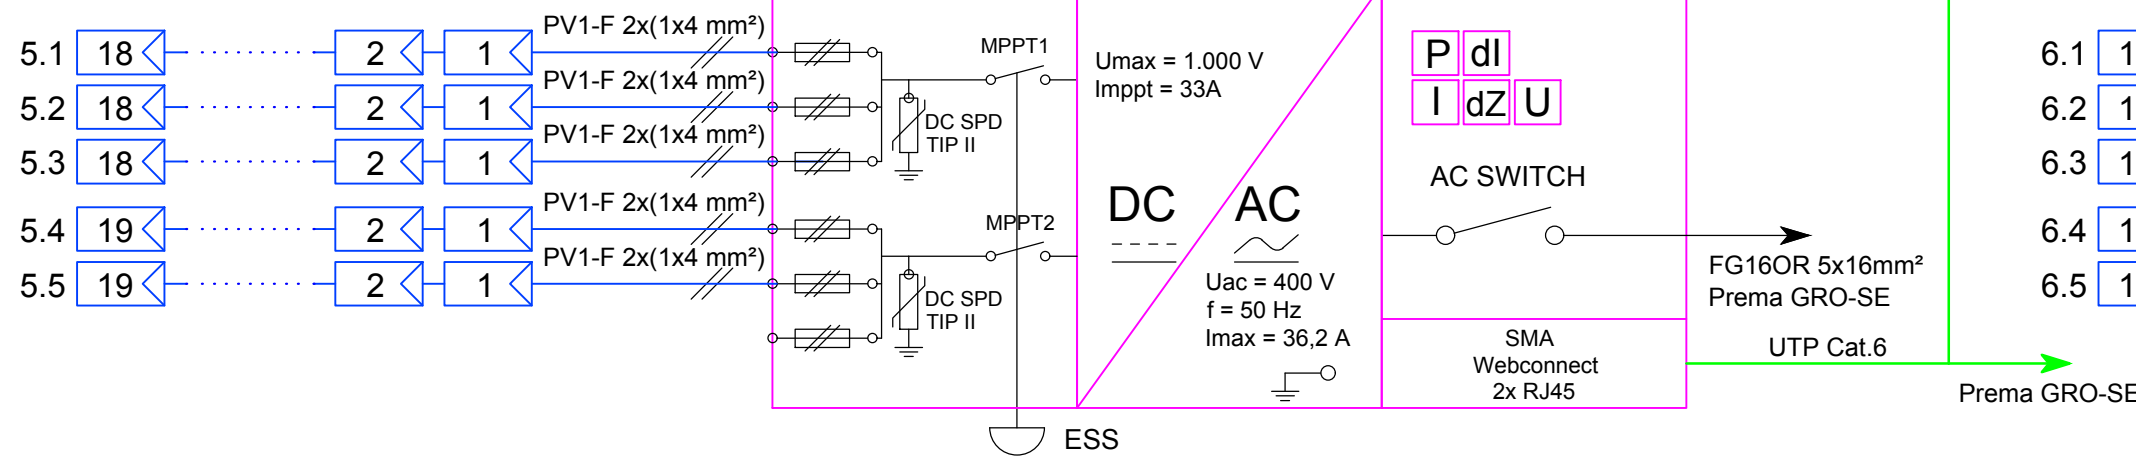 5.1 18 2 1 PV1-F 2x(1x4 mm²)
5.2 18 2 1 PV1-F 2x(1x4 mm²)
5.3 18 2 1 PV1-F 2x(1x4 mm²)
5.4 19 2 1 PV1-F 2x(1x4 mm²)
5.5 19 2 1 PV1-F 2x(1x4 mm²)
MPPT1
DC SPD
TIP II
MPPT2
DC SPD
TIP II
ESS
Umax = 1.000 V
Imppt = 33A
DC
AC
Uac = 400 V
f = 50 Hz
Imax = 36,2 A
P dI
I dZ U
AC SWITCH
SMA
Webconnect
2x RJ45
FG16OR 5x16mm²
Prema GRO-SE
UTP Cat.6
Prema GRO-SE
6.1 1
6.2 1
6.3 1
6.4 1
6.5 1